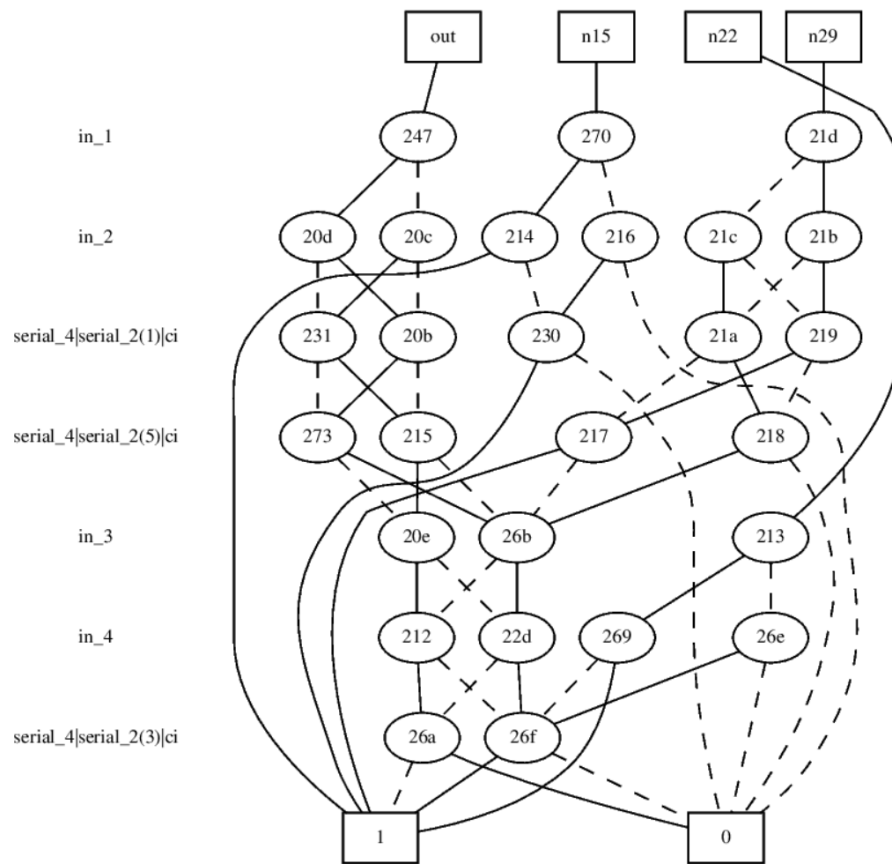 out n15 n22 n29
in_1 247 270 21d
in_2 20d 20c 214 216 21c 21b
serial_4|serial_2(1)|ci 231 20b 230 21a 219
serial_4|serial_2(5)|ci 273 215 217 218
in_3 20e 26b 213
in_4 212 22d 269 26e
serial_4|serial_2(3)|ci 26a 26f
1 0